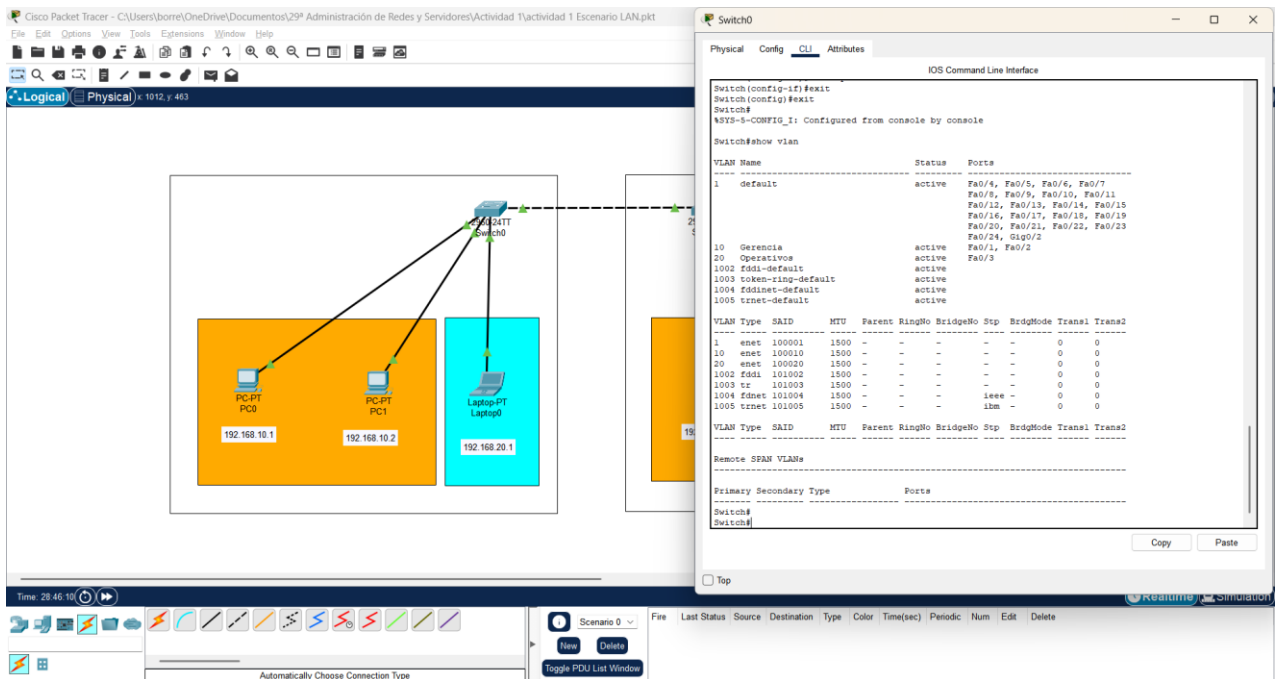 Cisco Packet Tracer - C:\Users\borre\OneDrive\Documentos\29ª Administración de Redes y Servidores\Actividad 1\actividad 1 Escenario LAN.pkt
File Edit Options View Tools Extensions Window Help
Logical Physical x: 1012, y: 463
2960-24TT
Switch0
PC-PT
PC0
PC-PT
PC1
Laptop-PT
Laptop0
192.168.10.1
192.168.10.2
192.168.20.1
Time: 28:46:10
Automatically Choose Connection Type
Scenario 0
New Delete
Toggle PDU List Window
Fire Last Status Source Destination Type Color Time(sec) Periodic Num Edit Delete
Realtime Simulation
Switch0
Physical Config CLI Attributes
IOS Command Line Interface
Switch(config-if)#exit
Switch(config)#exit
Switch#
%SYS-5-CONFIG_I: Configured from console by console
Switch#show vlan
VLAN Name Status Ports
---- -------------------------------- --------- -------------------------------
1 default active Fa0/4, Fa0/5, Fa0/6, Fa0/7
Fa0/8, Fa0/9, Fa0/10, Fa0/11
Fa0/12, Fa0/13, Fa0/14, Fa0/15
Fa0/16, Fa0/17, Fa0/18, Fa0/19
Fa0/20, Fa0/21, Fa0/22, Fa0/23
Fa0/24, Gig0/2
10 Gerencia active Fa0/1, Fa0/2
20 Operativos active Fa0/3
1002 fddi-default active
1003 token-ring-default active
1004 fddinet-default active
1005 trnet-default active
VLAN Type SAID MTU Parent RingNo BridgeNo Stp BrdgMode Trans1 Trans2
---- ----- ---------- ----- ------ ------ -------- ---- -------- ------ ------
1 enet 100001 1500 - - - - - 0 0
10 enet 100010 1500 - - - - - 0 0
20 enet 100020 1500 - - - - - 0 0
1002 fddi 101002 1500 - - - - - 0 0
1003 tr 101003 1500 - - - - - 0 0
1004 fdnet 101004 1500 - - - ieee - 0 0
1005 trnet 101005 1500 - - - ibm - 0 0
VLAN Type SAID MTU Parent RingNo BridgeNo Stp BrdgMode Trans1 Trans2
---- ----- ---------- ----- ------ ------ -------- ---- -------- ------ ------
Remote SPAN VLANs
------------------------------------------------------------------------------
Primary Secondary Type Ports
------- --------- ----------------- ------------------------------------------
Switch#
Switch#
Copy Paste
Top